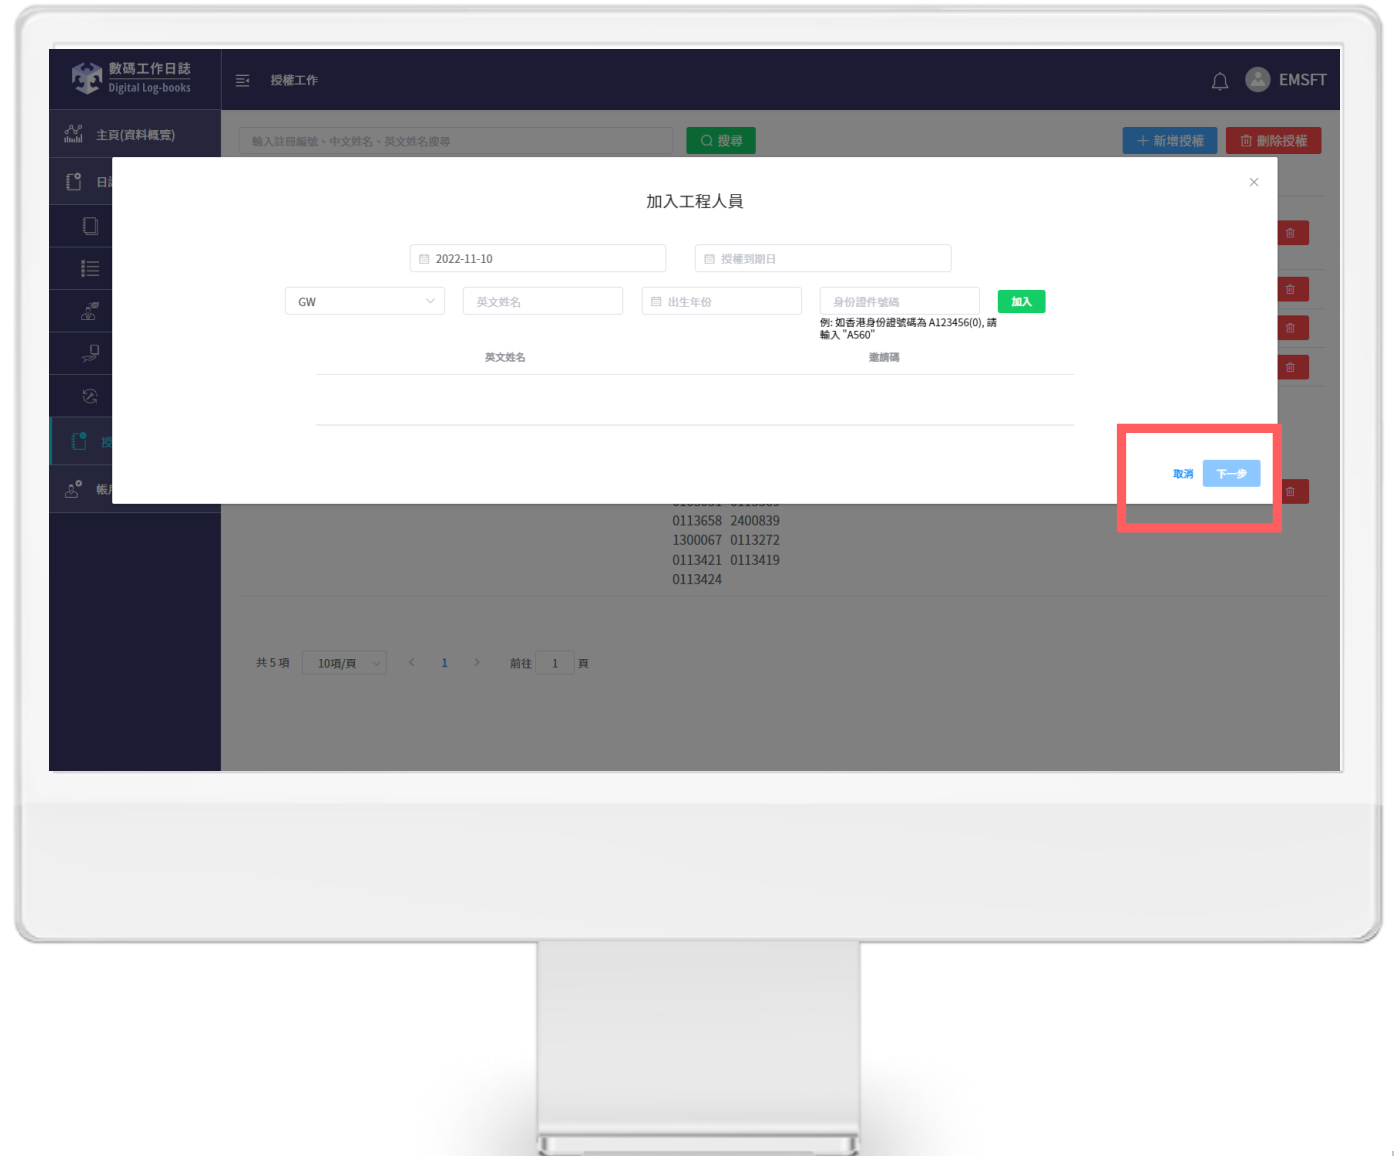 數碼工作日誌
Digital Log-books
授權工作
EMSFT
主頁(資料概覽)
輸入註冊編號、中文姓名、英文姓名搜尋
搜尋
+ 新增授權
刪除授權
加入工程人員
2022-11-10
授權到期日
GW
英文姓名
出生年份
身份證件號碼
加入
例: 如香港身份證號碼為 A123456(0), 請
輸入 "A560"
英文姓名
邀請碼
取消
下一步
0113658 2400839
1300067 0113272
0113421 0113419
0113424
共 5 項
10項/頁
< 1 >
前往 1 頁